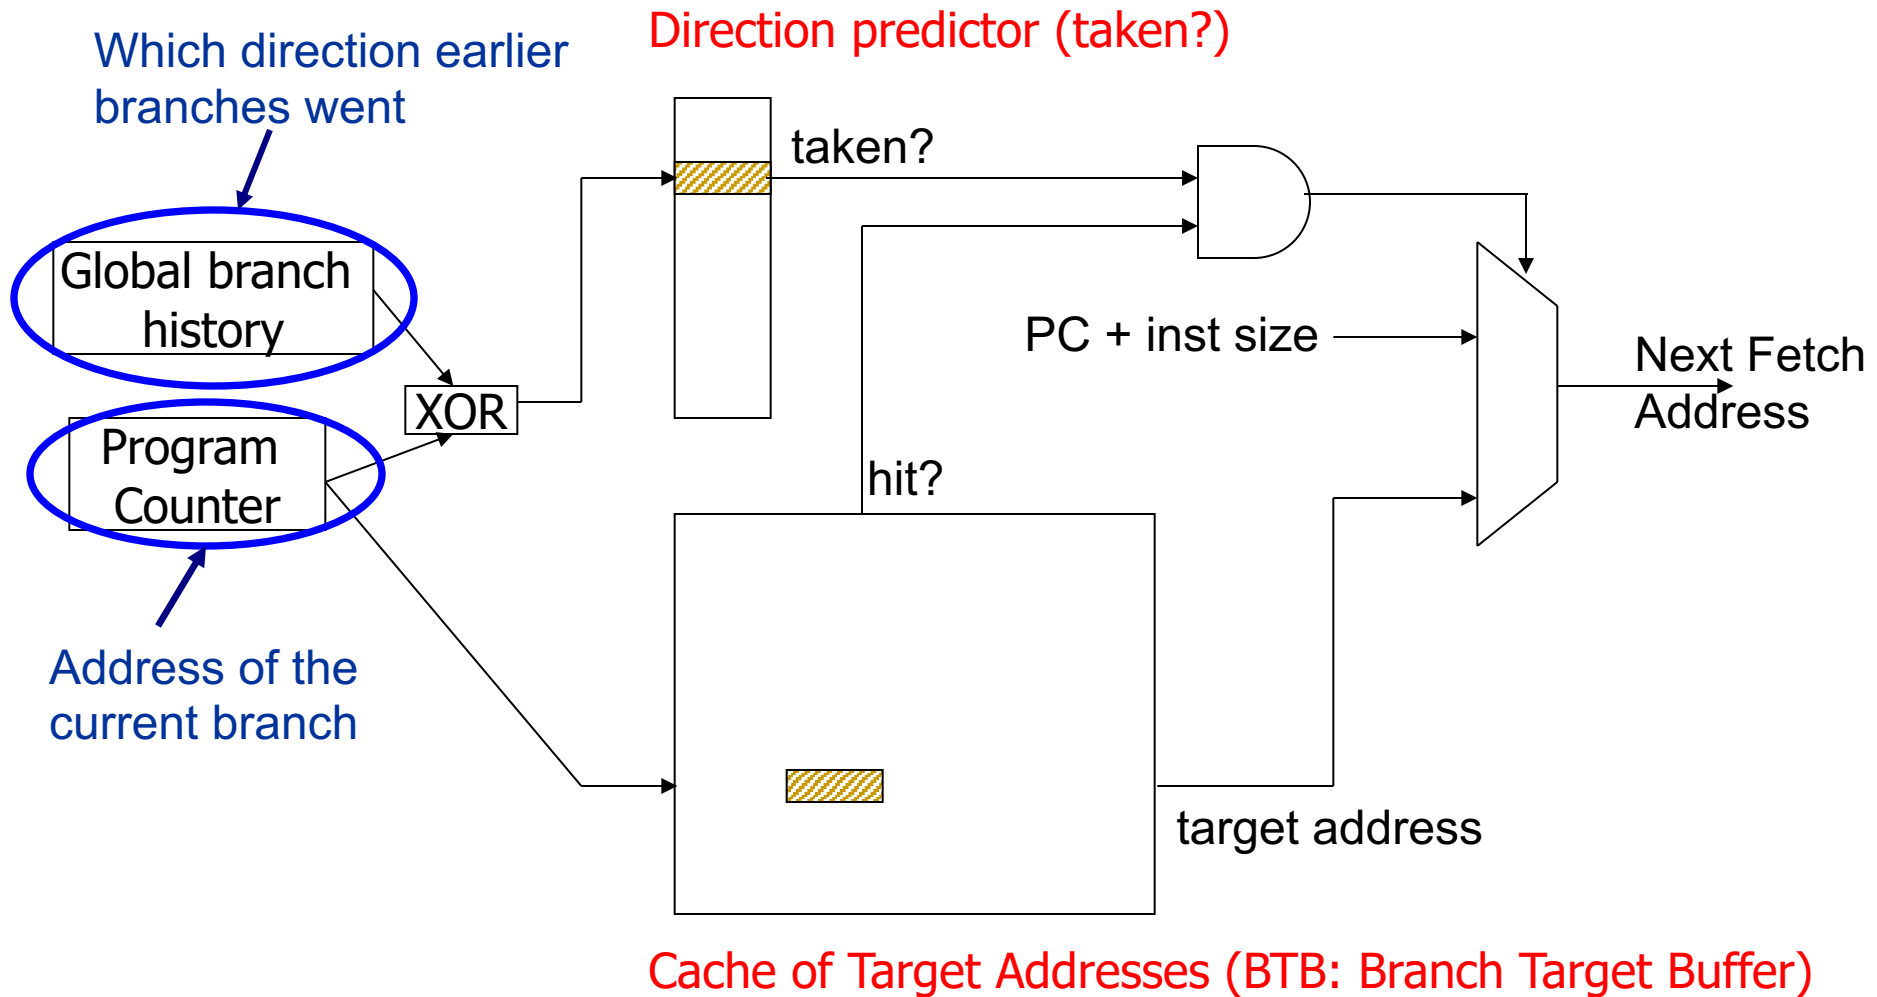 Direction predictor (taken?)
Which direction earlier
branches went
taken?
Global branch
history
PC + inst size
Next Fetch
Address
XOR
Program
Counter
hit?
Address of the
current branch
target address
Cache of Target Addresses (BTB: Branch Target Buffer)